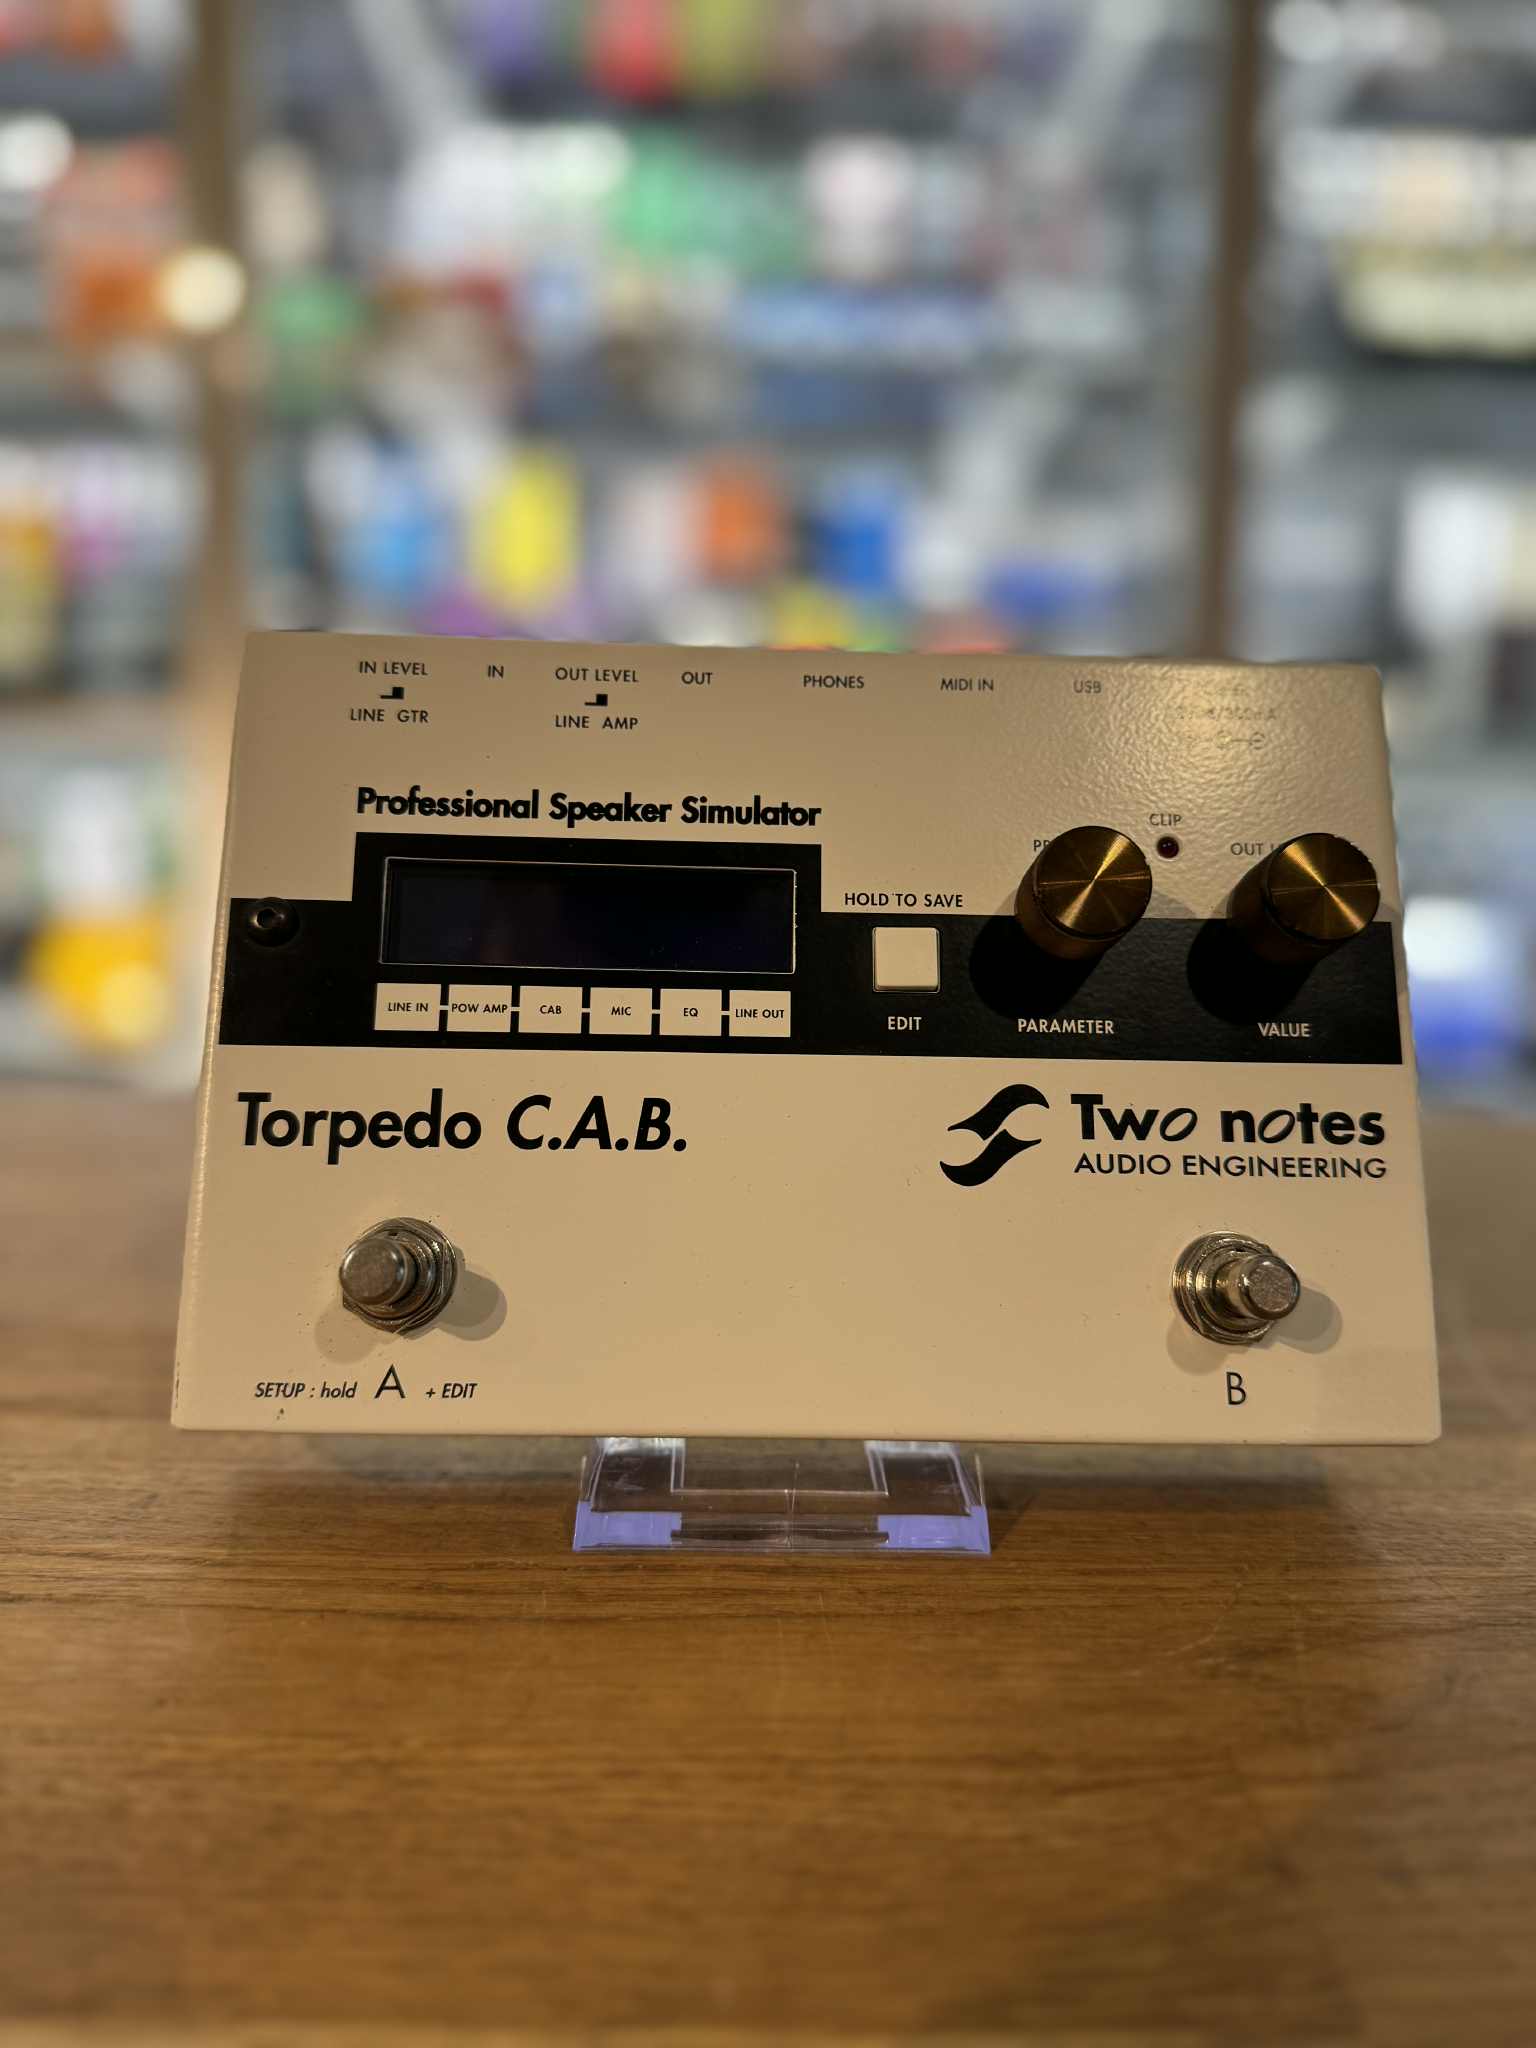 IN LEVEL
IN
OUT LEVEL
OUT
PHONES
MIDI IN
USB
LINE GTR
LINE AMP
Professional Speaker Simulator
CLIP
OUT
HOLD TO SAVE
LINE IN
POW AMP
CAB
MIC
EQ
LINE OUT
EDIT
PARAMETER
VALUE
Torpedo C.A.B.
Two notes
AUDIO ENGINEERING
SETUP : hold A + EDIT
B